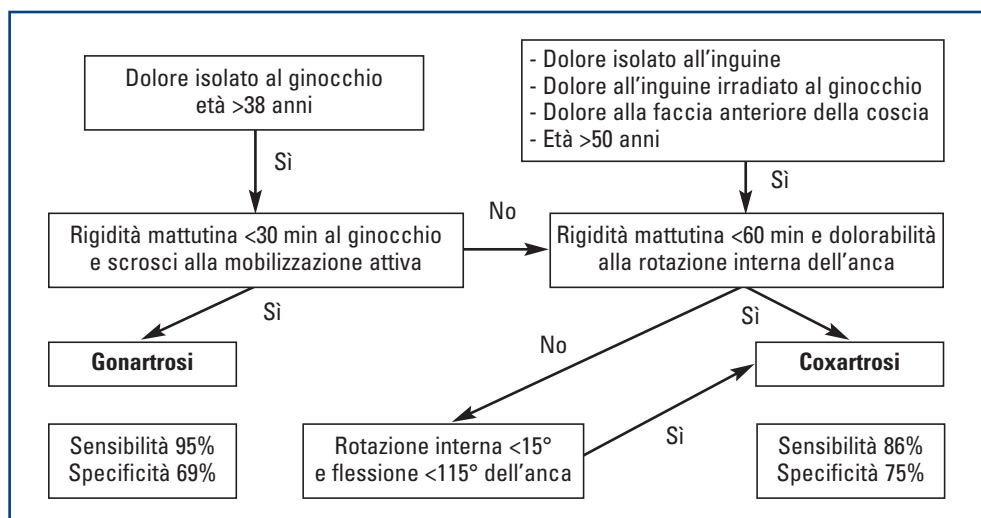 Dolore isolato al ginocchio
età >38 anni
- Dolore isolato all'inguine
- Dolore all'inguine irradiato al ginocchio
- Dolore alla faccia anteriore della coscia
- Età >50 anni
Sì
Sì
Rigidità mattutina <30 min al ginocchio
e scrosci alla mobilizzazione attiva
No
Rigidità mattutina <60 min e dolorabilità
alla rotazione interna dell'anca
Sì
No
Sì
Gonartrosi
Coxartrosi
Sensibilità 95%
Specificità 69%
Rotazione interna <15°
e flessione <115° dell'anca
Sì
Sensibilità 86%
Specificità 75%